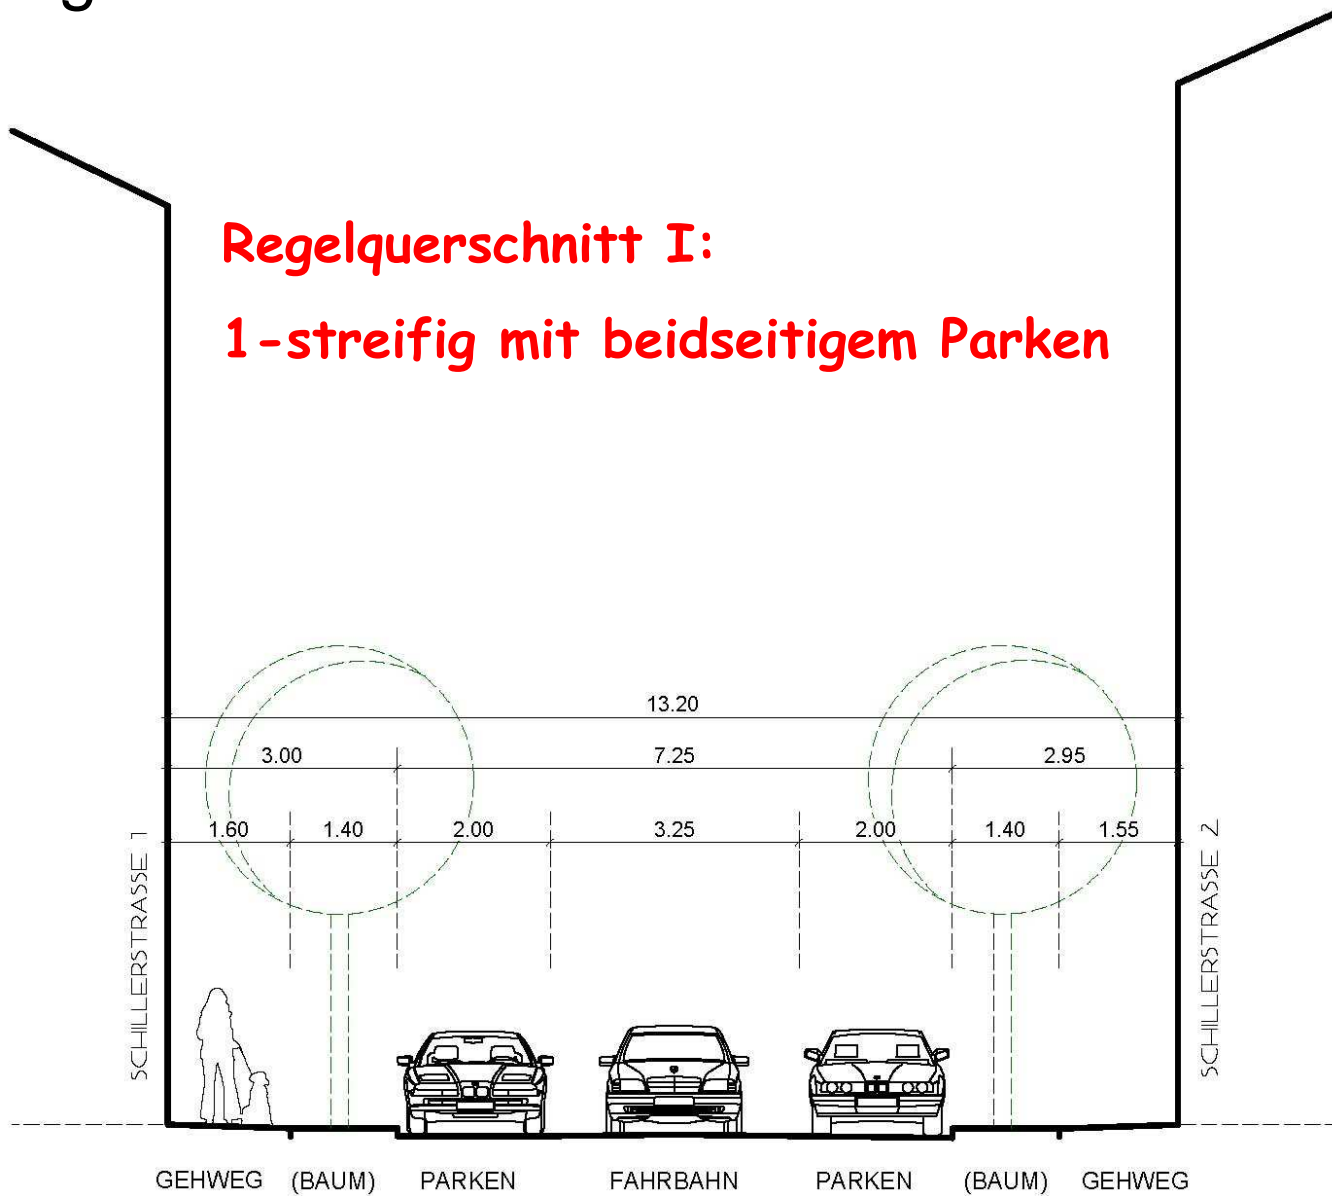 g
Regelquerschnitt I:
1-streifig mit beidseitigem Parken
13.20
3.00 7.25 2.95
1.60 1.40 2.00 3.25 2.00 1.40 1.55
SCHILLERSTRASSE 1
SCHILLERSTRASSE 2
GEHWEG (BAUM) PARKEN FAHRBAHN PARKEN (BAUM) GEHWEG